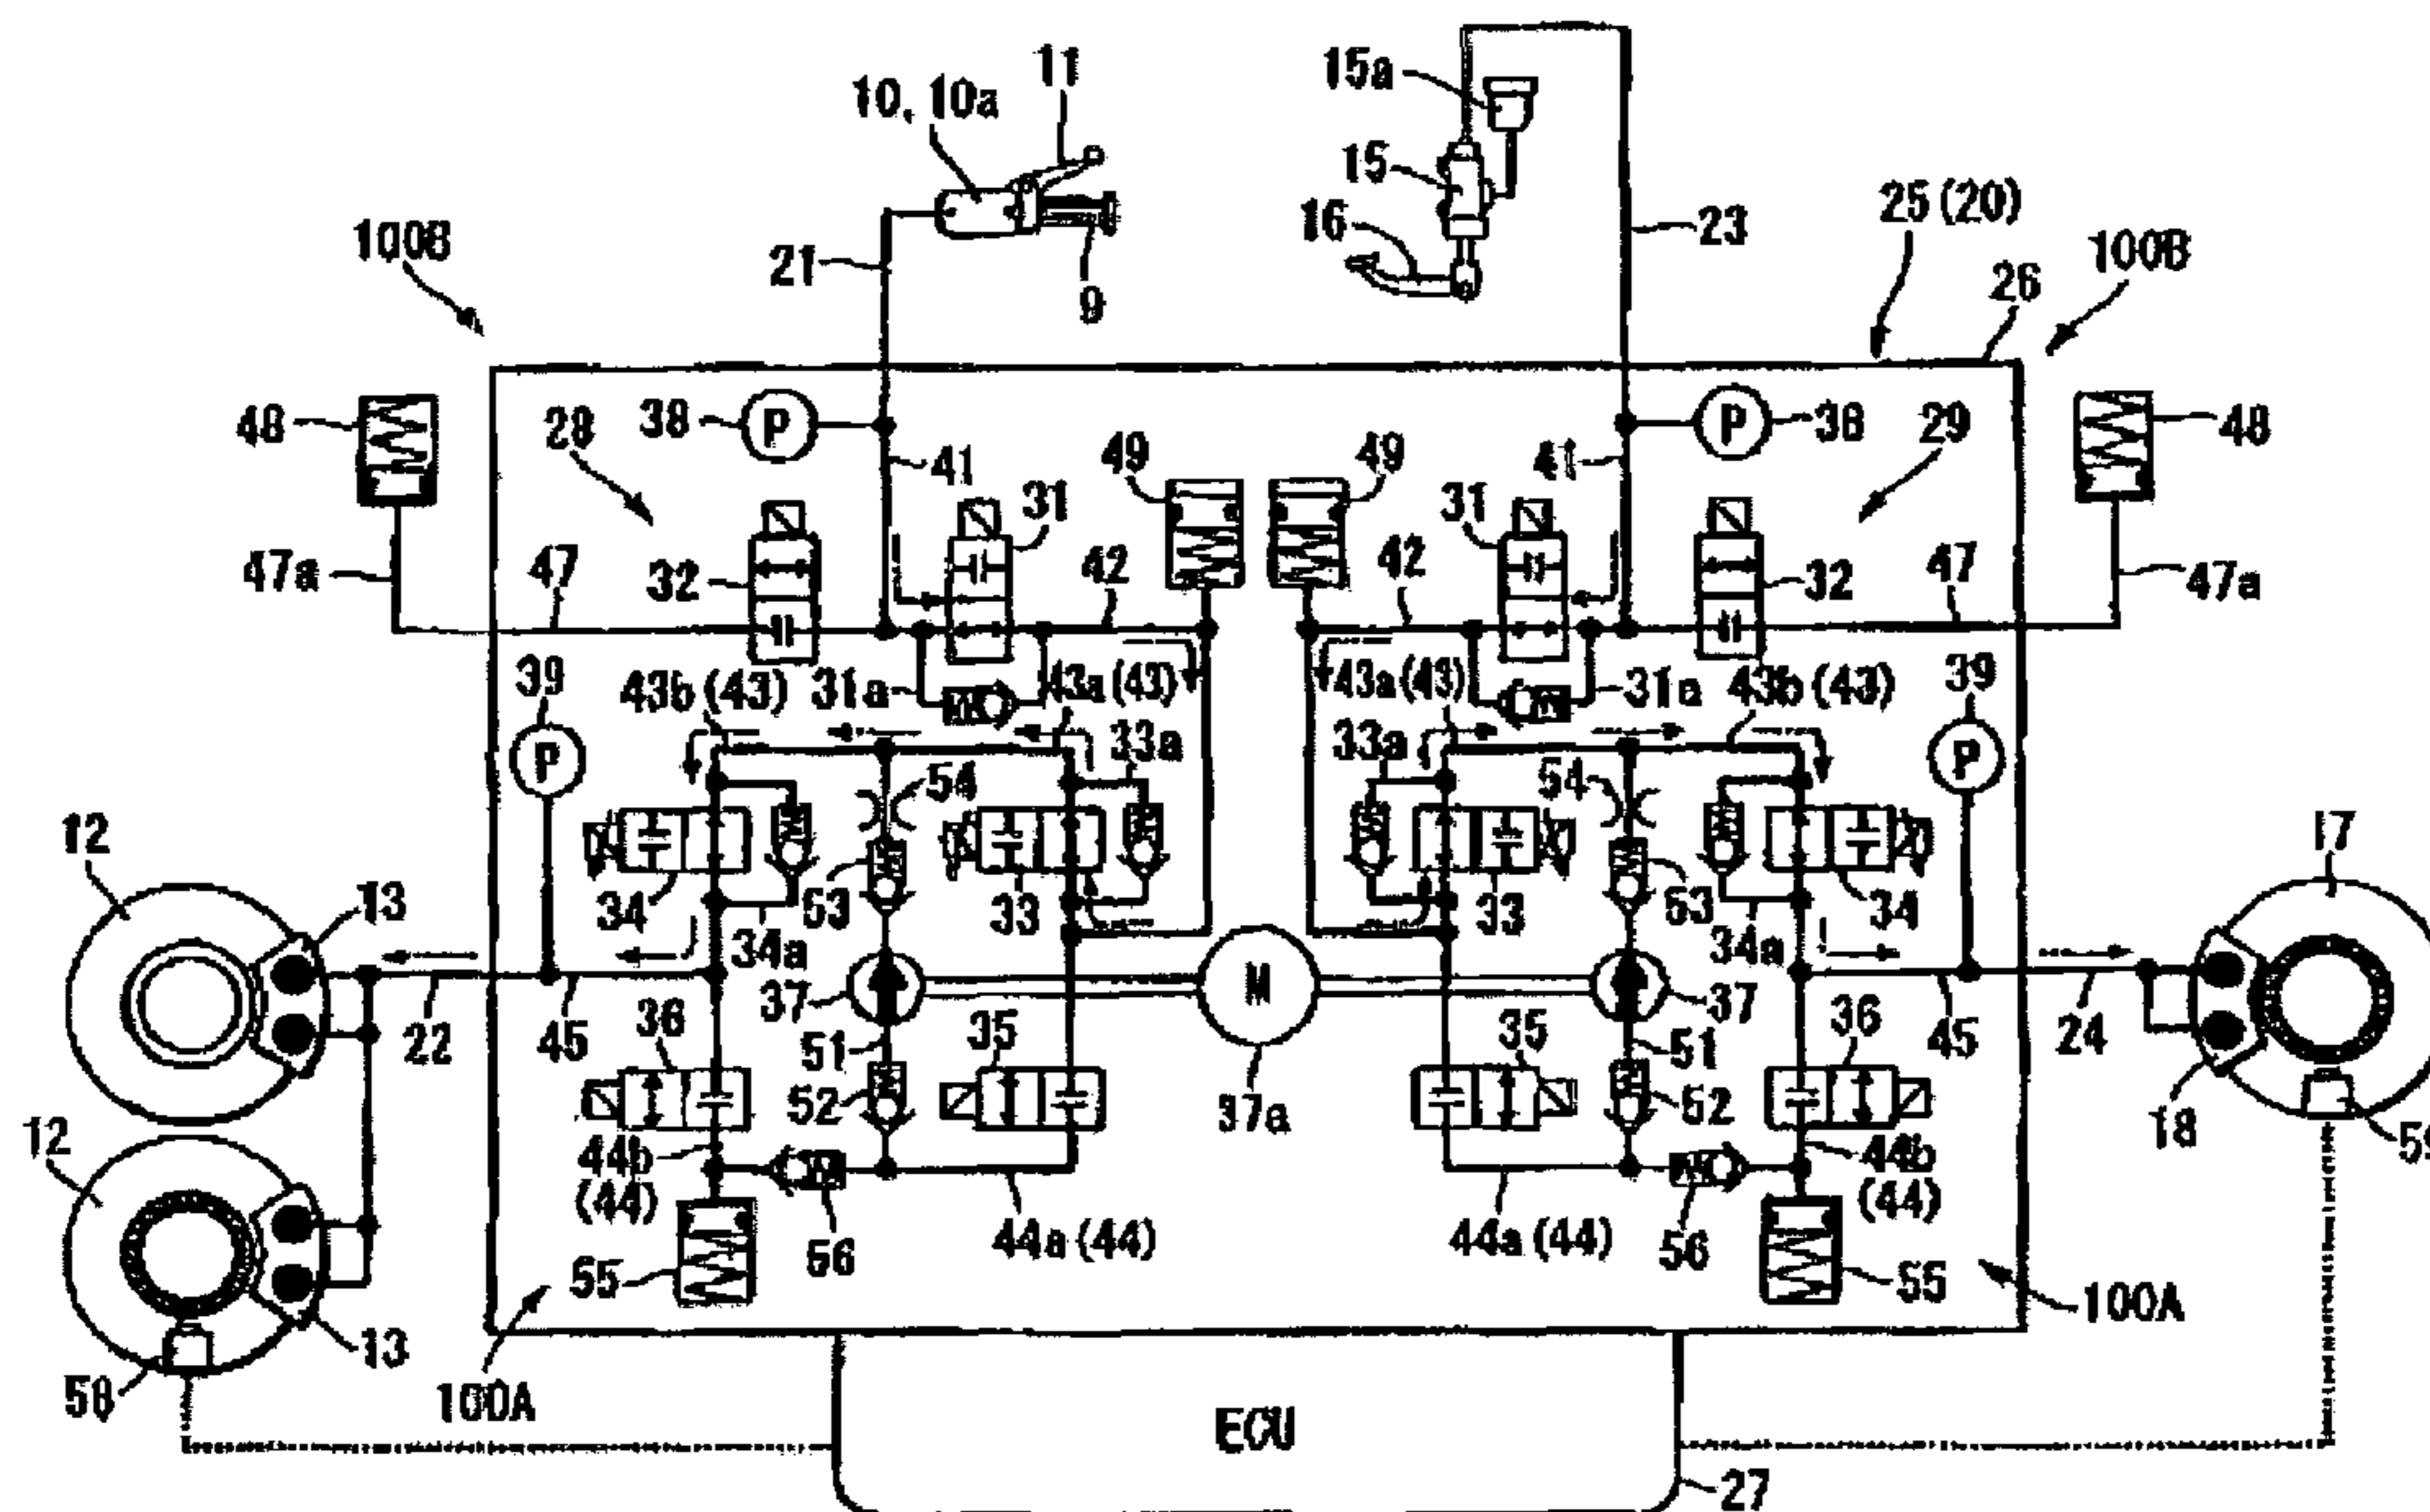 11
10, 10a
15a
15
16
100B
21
9
23
25 (20)
100B
26
48
38
P
28
41
49
49
41
P
38
29
48
31
31
47a
47
32
42
42
32
47
47a
39
43b (43)
31a
43a (43)
43a (43)
31a
43b (43)
39
P
33a
33a
P
54
54
12
17
13
34
53
33
33
53
34
34a
34a
M
37
37
22
45
36
35
35
36
45
24
51
51
52
37a
52
12
18
59
44b
(44)
44b
(44)
56
44a (44)
44a (44)
56
55
55
100A
13
58
100A
ECU
27